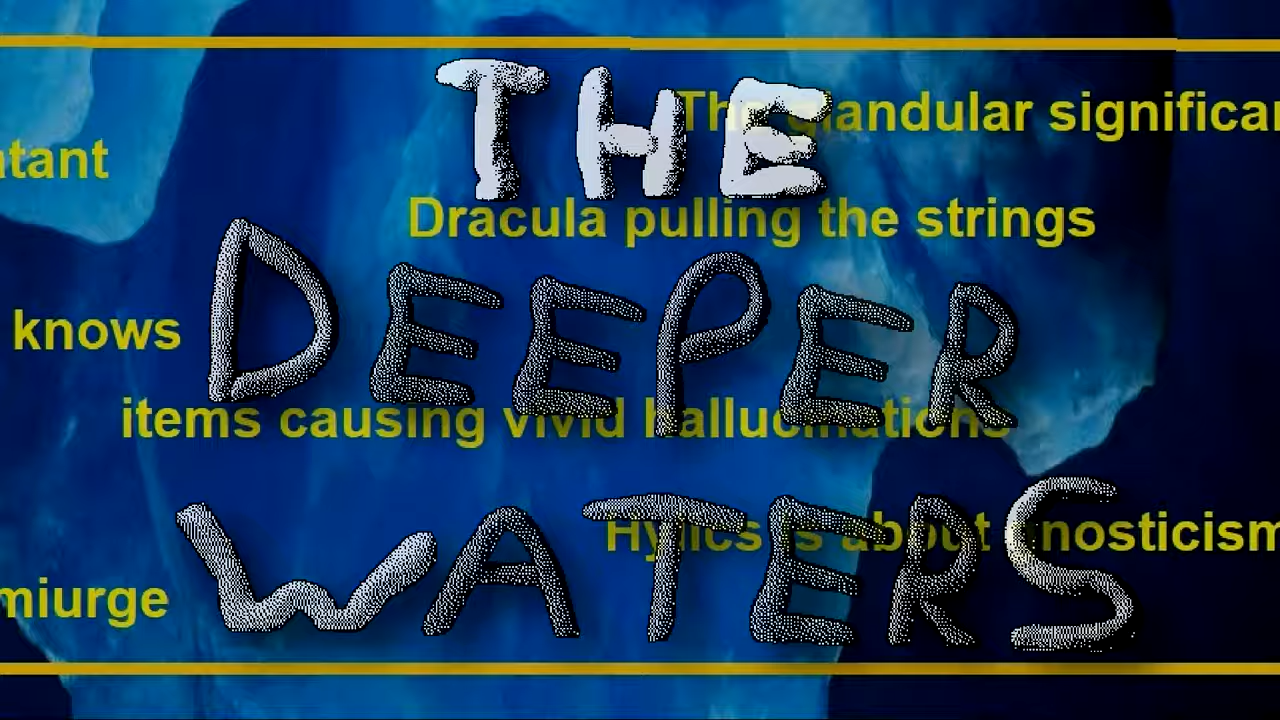 THE
The glandular significan
tant
Dracula pulling the strings
DEEPER
knows
items causing vivid hallucinations
WATERS
Hylics is about gnosticism
miurge